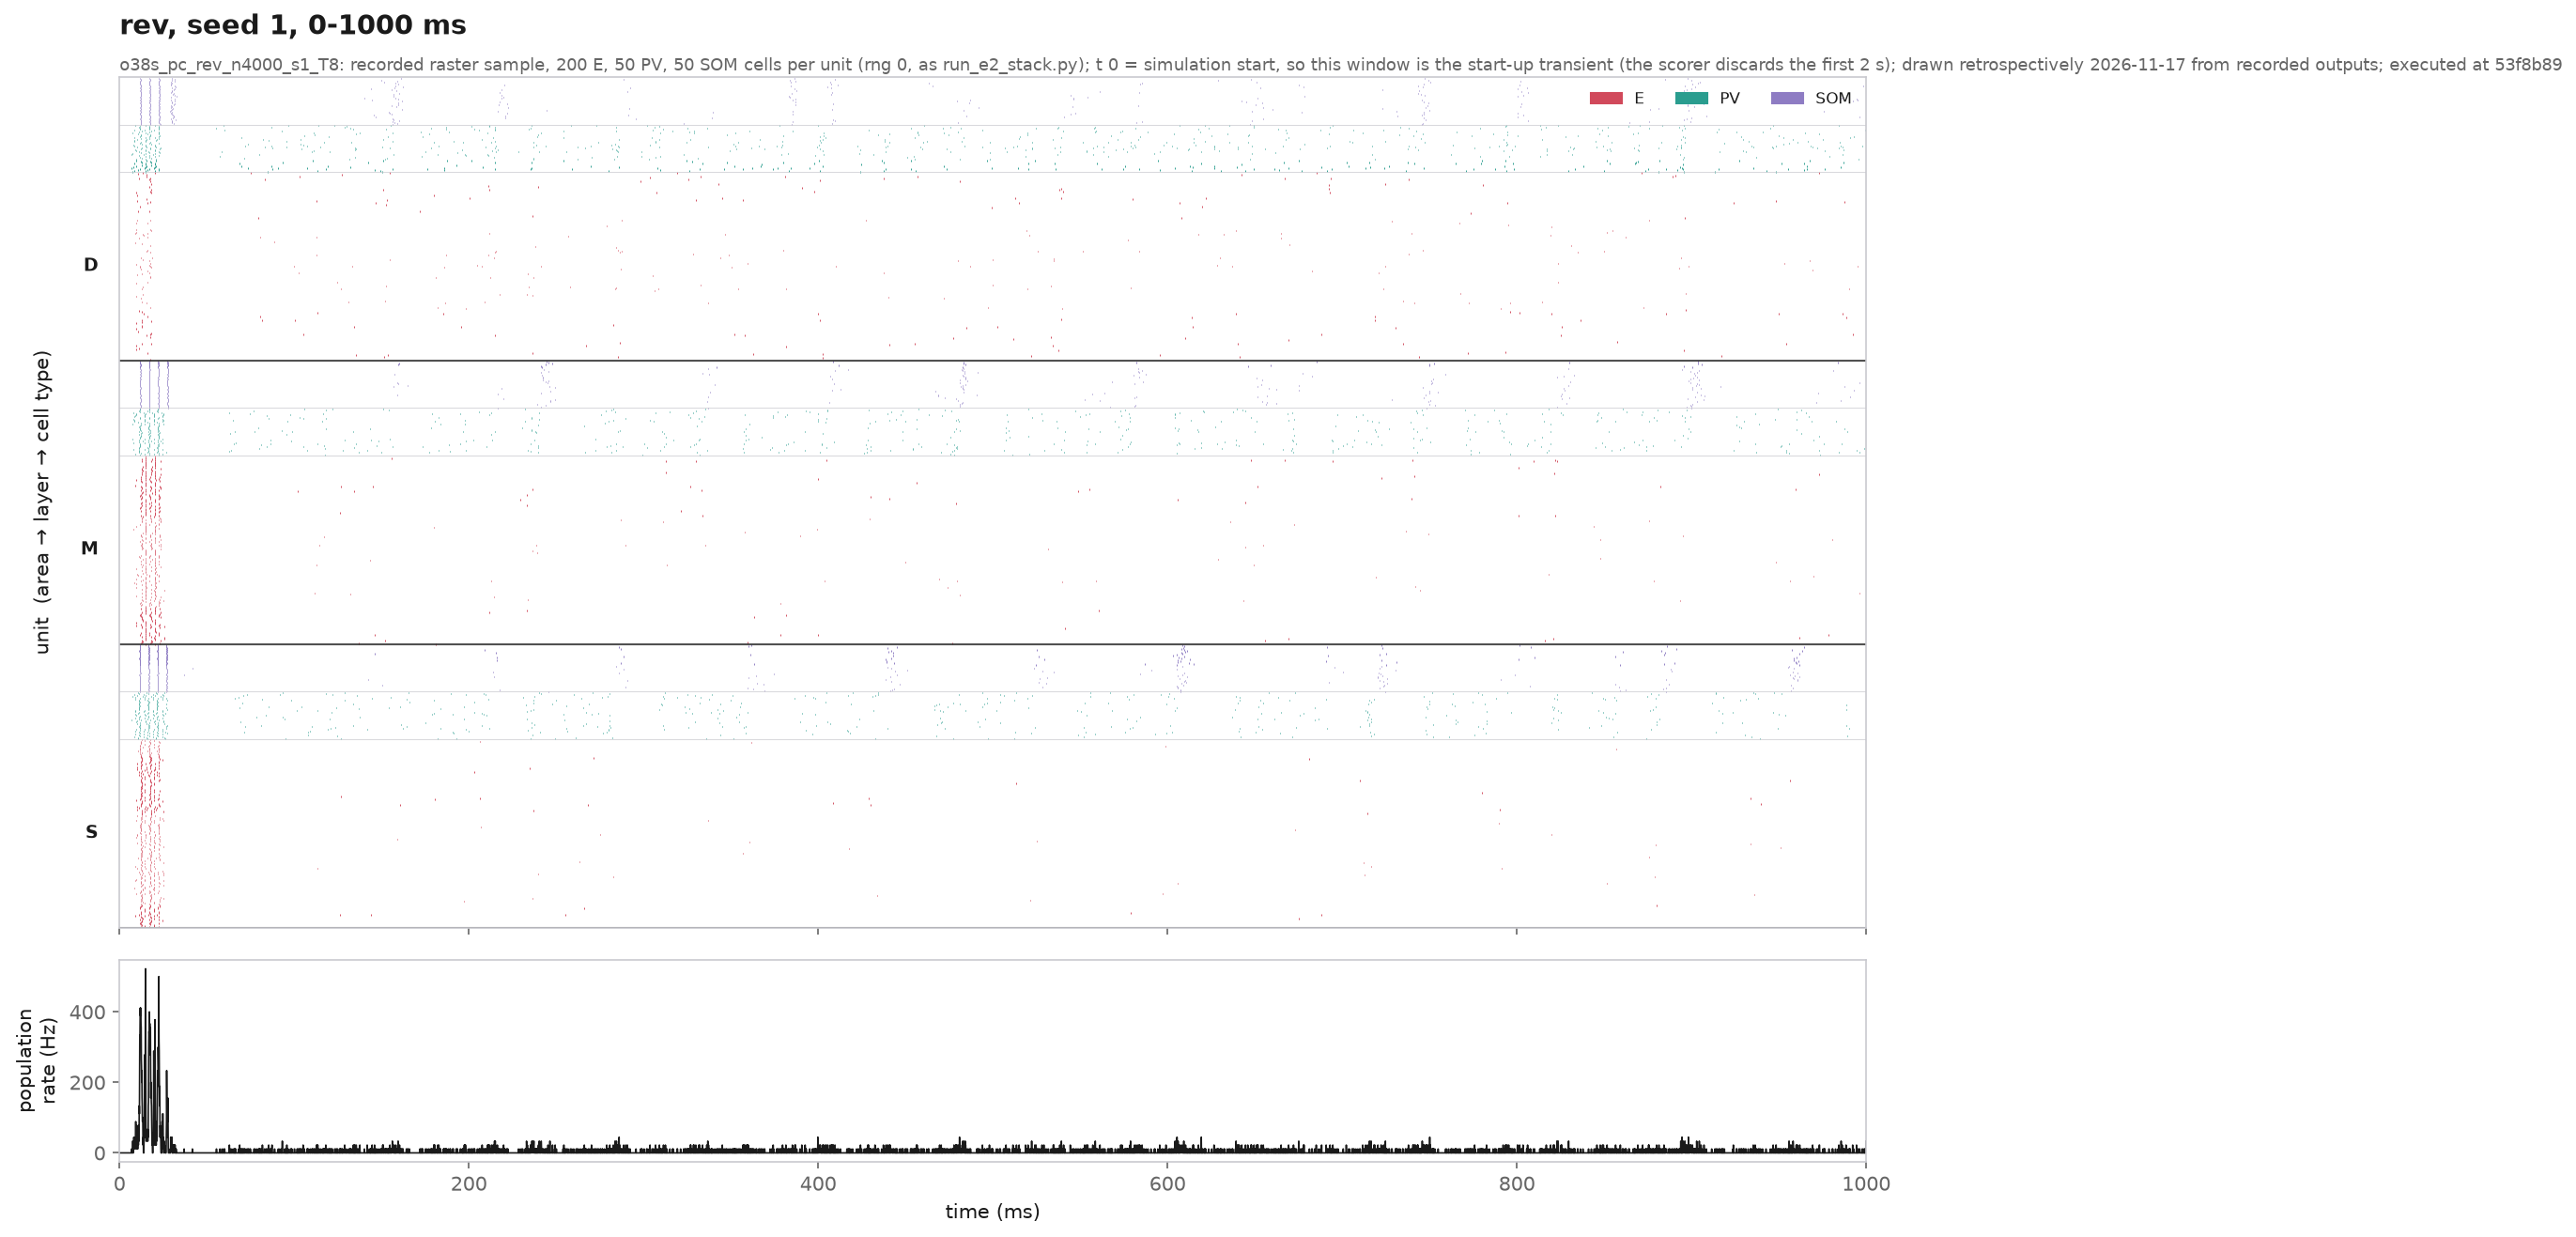 rev, seed 1, 0-1000 ms
o38s_pc_rev_n4000_s1_T8: recorded raster sample, 200 E, 50 PV, 50 SOM cells per unit (rng 0, as run_e2_stack.py); t 0 = simulation start, so this window is the start-up transient (the scorer discards the first 2 s); drawn retrospectively 2026-11-17 from recorded outputs; executed at 53f8b89
E PV SOM
D
M
S
unit (area → layer → cell type)
population
rate (Hz)
400
200
0
0 200 400 600 800 1000
time (ms)